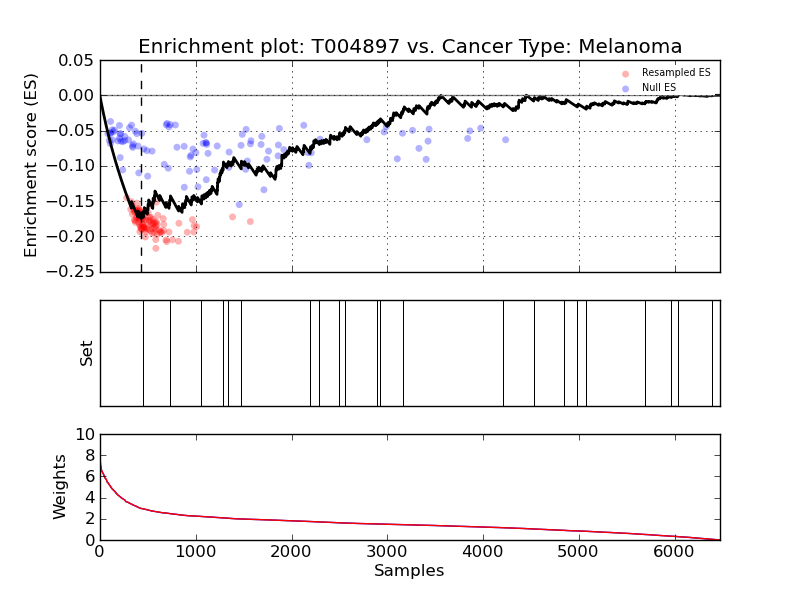 Enrichment plot: T004897 vs. Cancer Type: Melanoma
Enrichment score (ES)
0.05
0.00
−0.05
−0.10
−0.15
−0.20
−0.25
Resampled ES
Null ES
Set
Weights
10
8
6
4
2
0
0 1000 2000 3000 4000 5000 6000
Samples